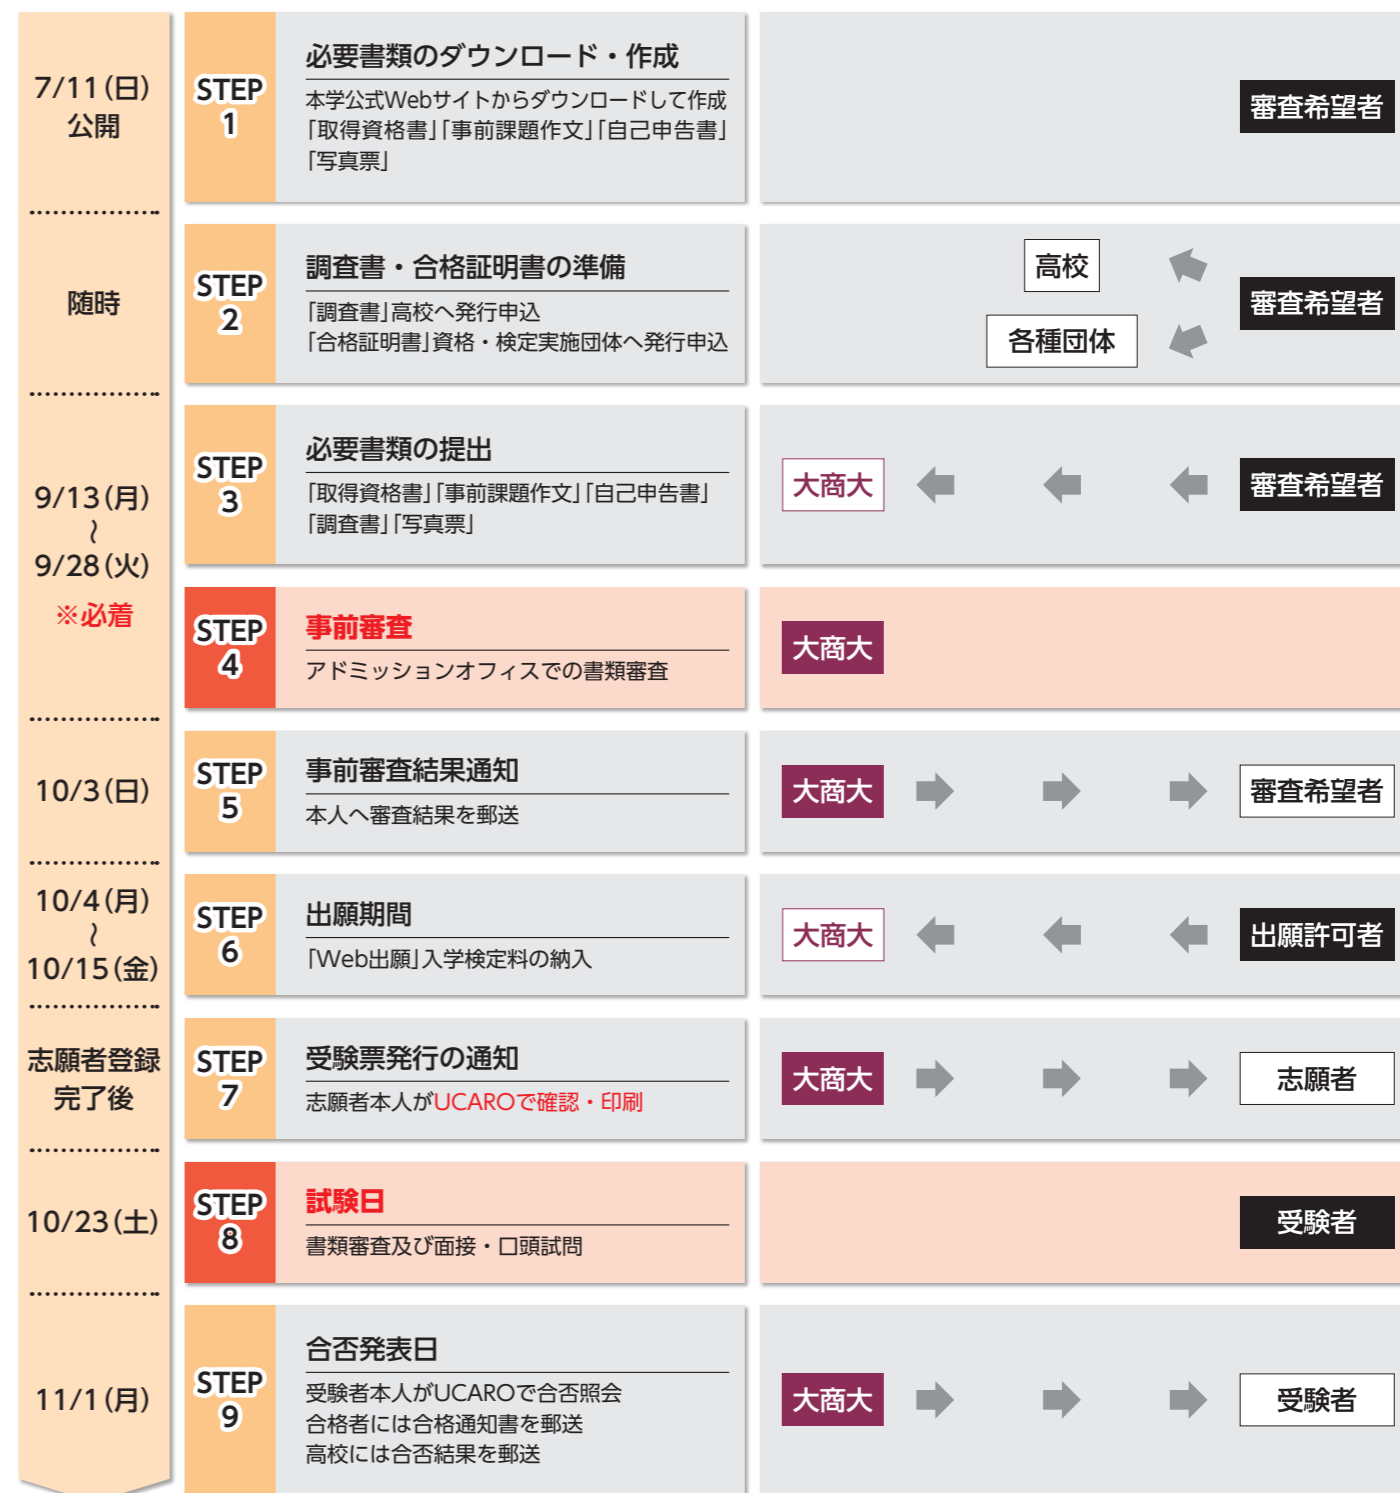 7/11(日)
公開
STEP
1
必要書類のダウンロード・作成
本学公式Webサイトからダウンロードして作成
「取得資格書」「事前課題作文」「自己申告書」
「写真票」
審査希望者
随時
STEP
2
調査書・合格証明書の準備
「調査書」高校へ発行申込
「合格証明書」資格・検定実施団体へ発行申込
高校
各種団体
審査希望者
9/13(月)
〜
9/28(火)
※必着
STEP
3
必要書類の提出
「取得資格書」「事前課題作文」「自己申告書」
「調査書」「写真票」
大商大
審査希望者
STEP
4
事前審査
アドミッションオフィスでの書類審査
大商大
10/3(日)
STEP
5
事前審査結果通知
本人へ審査結果を郵送
大商大
審査希望者
10/4(月)
〜
10/15(金)
STEP
6
出願期間
「Web出願」入学検定料の納入
大商大
出願許可者
志願者登録
完了後
STEP
7
受験票発行の通知
志願者本人がUCAROで確認・印刷
大商大
志願者
10/23(土)
STEP
8
試験日
書類審査及び面接・口頭試問
受験者
11/1(月)
STEP
9
合否発表日
受験者本人がUCAROで合否照会
合格者には合格通知書を郵送
高校には合否結果を郵送
大商大
受験者